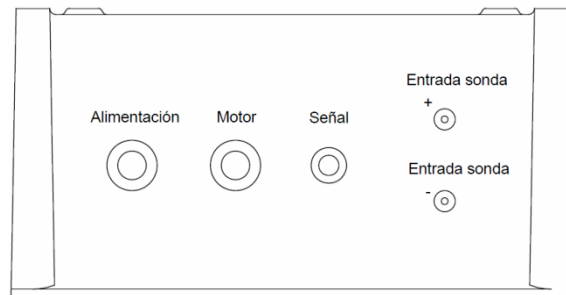 Entrada sonda
+
Alimentación
Motor
Señal
Entrada sonda
-